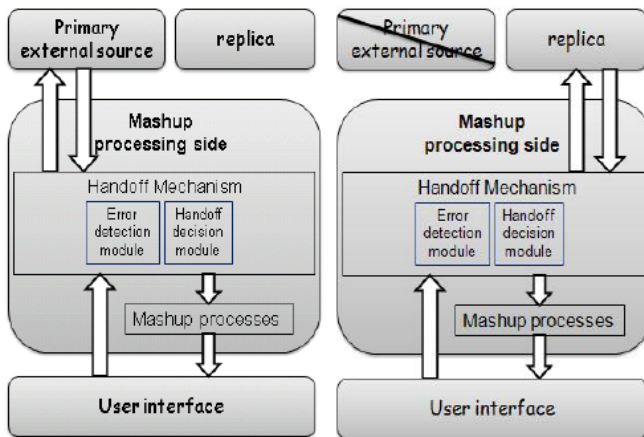 Primary
external source
replica
Mashup
processing side
Handoff Mechanism
Error
detection
module
Handoff
decision
module
Mashup processes
User interface
Primary
external source
replica
Mashup
processing side
Handoff Mechanism
Error
detection
module
Handoff
decision
module
Mashup processes
User interface